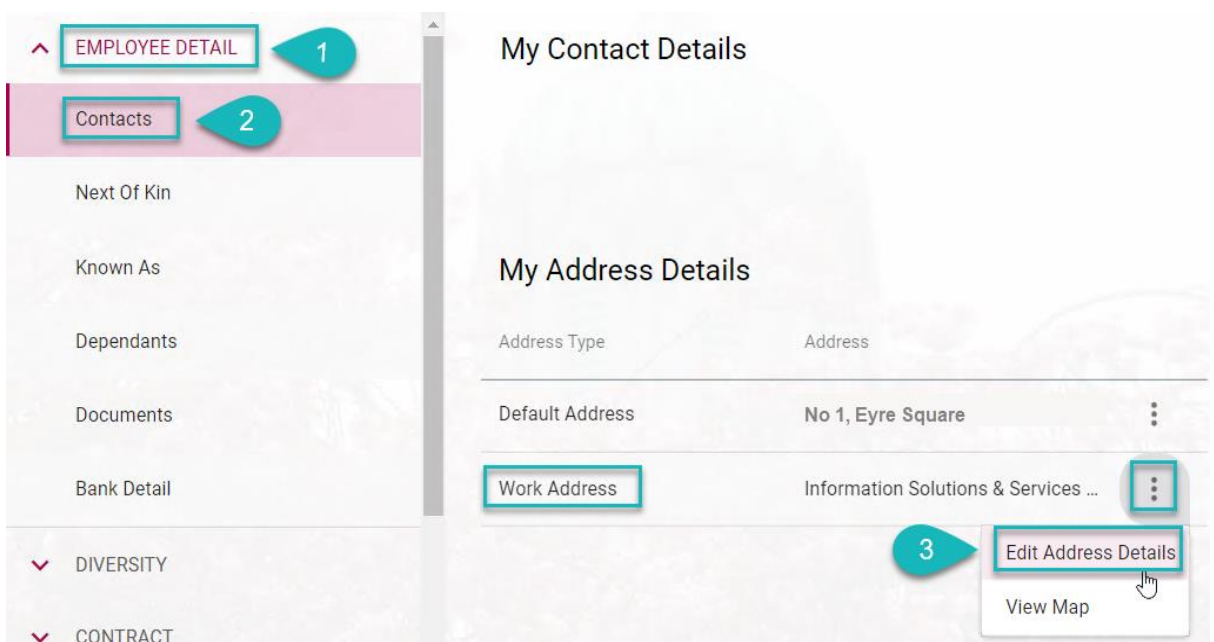 EMPLOYEE DETAIL
1
Contacts
2
Next Of Kin
Known As
Dependants
Documents
Bank Detail
DIVERSITY
CONTRACT
My Contact Details
My Address Details
Address Type Address
Default Address No 1, Eyre Square
Work Address Information Solutions & Services ...
3
Edit Address Details
View Map